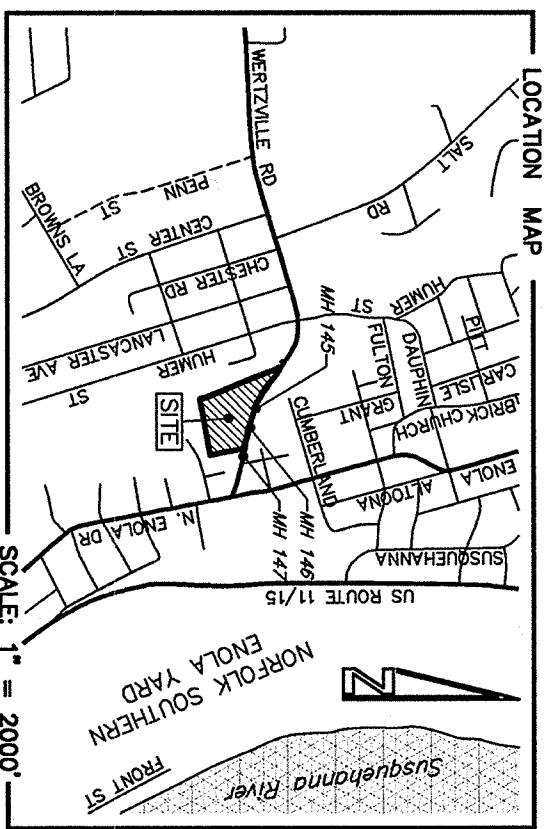 LOCATION MAP
WERTZVILLE RD
SALT
RD
PENN
ST
BROWNS LA
CENTER ST
CHESTER RD
LANCASTER AVE
HUMER
ST
HUMER
ST
MH 145
PITT
DAUPHIN
FULTON
CARLISLE
GRANT
BRICK CHURCH
CUMBERLAND
SITE
ENOLA
ALTOONA
MH 146
MH 147
N. ENOLA DR
SUSQUEHANNA
US ROUTE 11/15
NORFOLK SOUTHERN
ENOLA YARD
N
FRONT ST
Susquehanna River
SCALE: 1" = 2000'